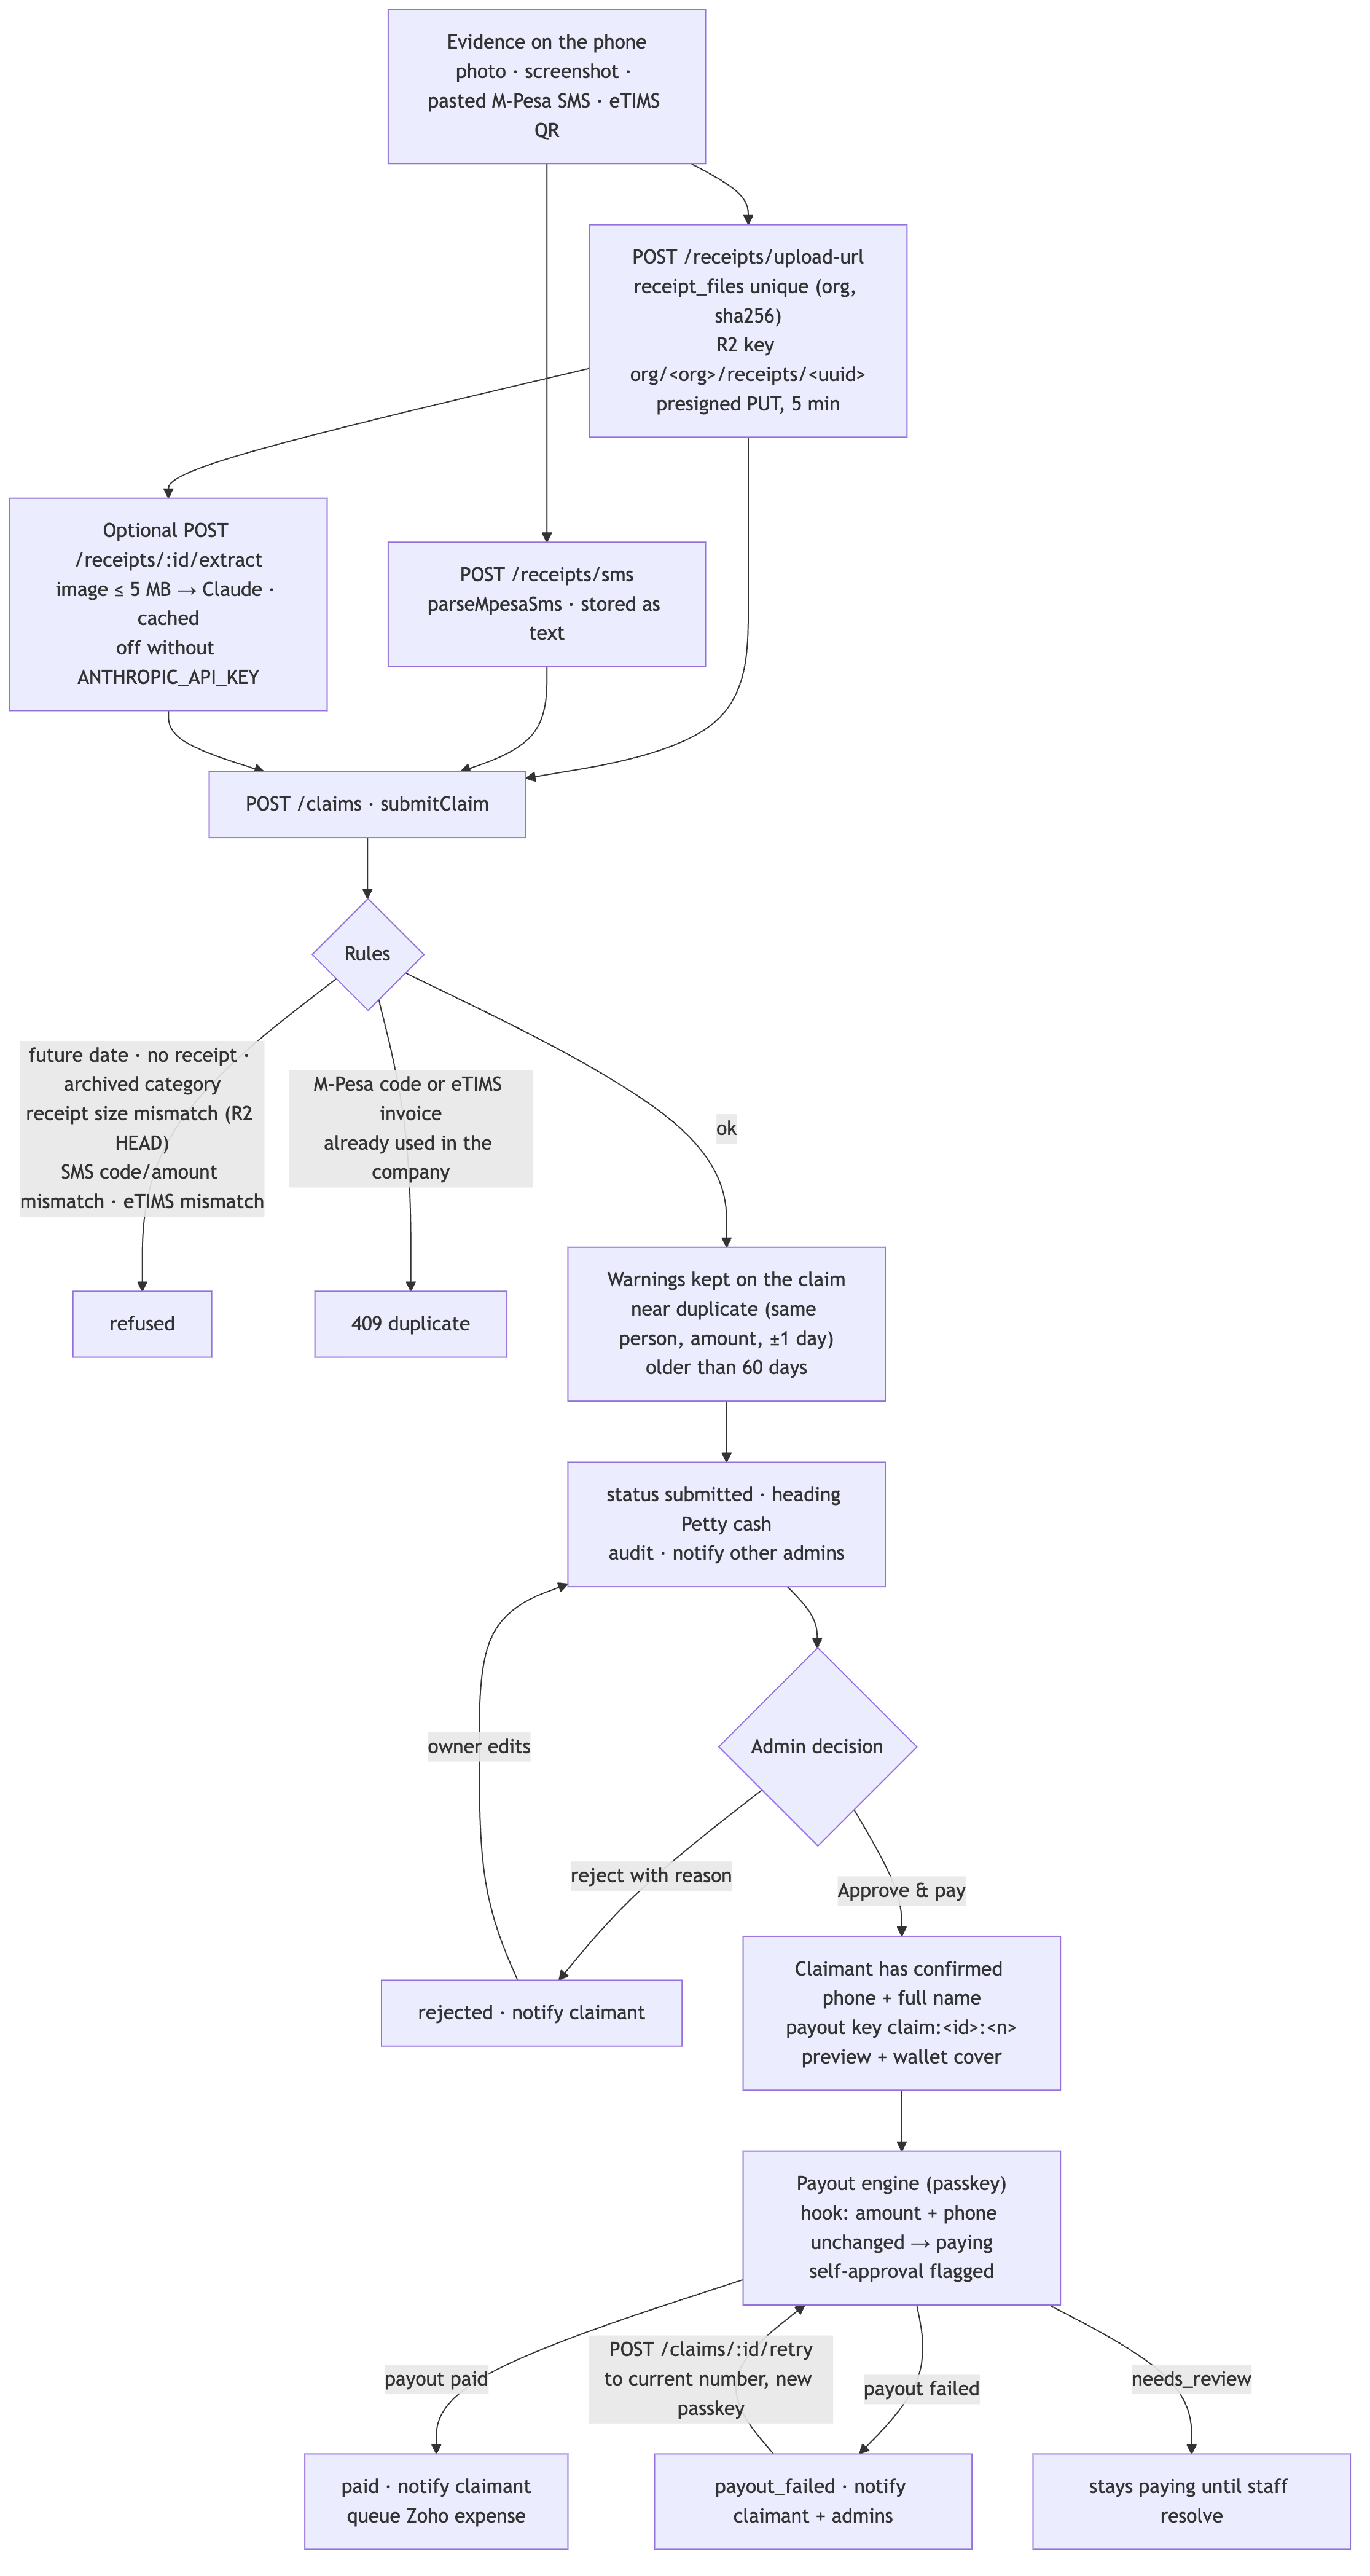 Evidence on the phone
photo · screenshot ·
pasted M-Pesa SMS · eTIMS
QR
POST /receipts/upload-url
receipt_files unique (org,
sha256)
R2 key
org/<org>/receipts/<uuid>
presigned PUT, 5 min
Optional POST
/receipts/:id/extract
image ≤ 5 MB → Claude ·
cached
off without
ANTHROPIC_API_KEY
POST /receipts/sms
parseMpesaSms · stored as
text
POST /claims · submitClaim
Rules
future date · no receipt ·
archived category
receipt size mismatch (R2
HEAD)
SMS code/amount
mismatch · eTIMS mismatch
M-Pesa code or eTIMS
invoice
already used in the
company
ok
refused
409 duplicate
Warnings kept on the claim
near duplicate (same
person, amount, ±1 day)
older than 60 days
status submitted · heading
Petty cash
audit · notify other admins
owner edits
Admin decision
reject with reason
Approve & pay
rejected · notify claimant
Claimant has confirmed
phone + full name
payout key claim:<id>:<n>
preview + wallet cover
Payout engine (passkey)
hook: amount + phone
unchanged → paying
self-approval flagged
payout paid
POST /claims/:id/retry
to current number, new
passkey
payout failed
needs_review
paid · notify claimant
queue Zoho expense
payout_failed · notify
claimant + admins
stays paying until staff
resolve